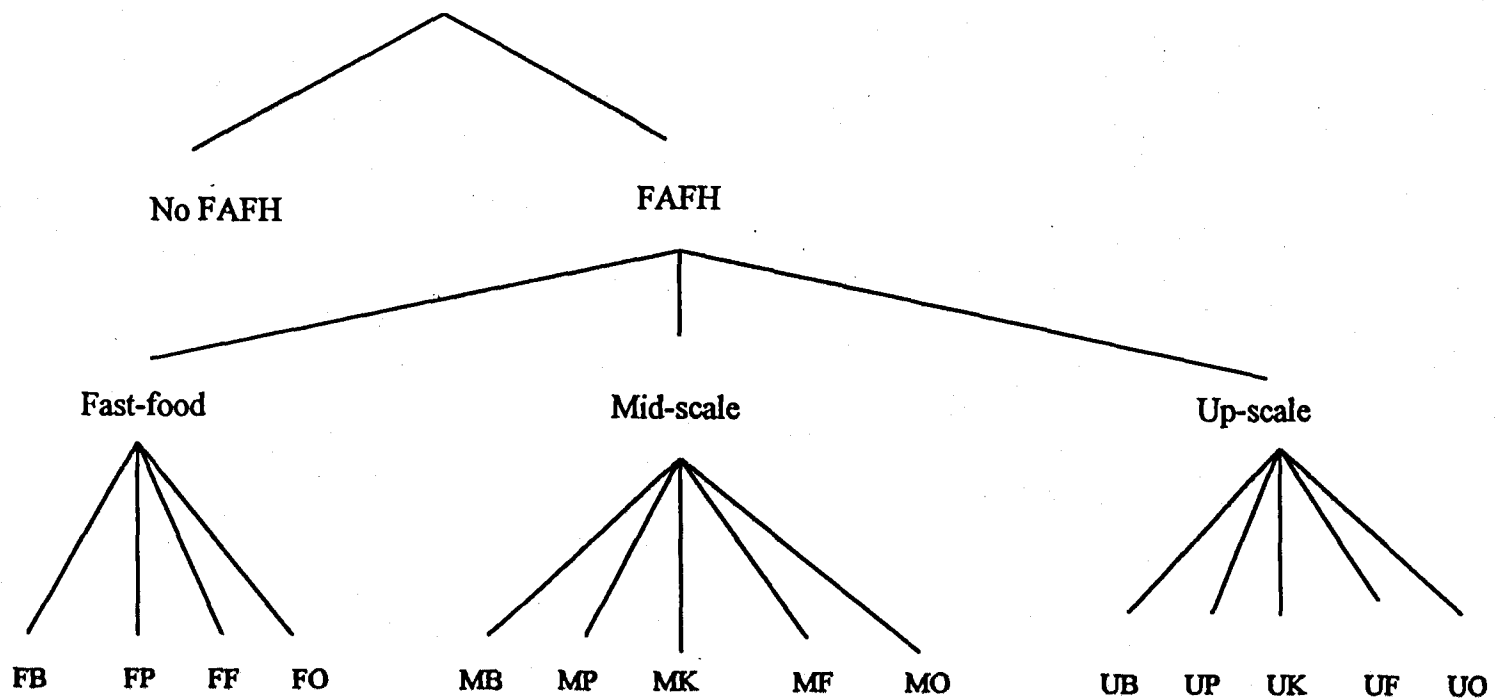 No FAFH FAFH
Fast-food Mid-scale Up-scale
FB FP FF FO MB MP MK MF MO UB UP UK UF UO